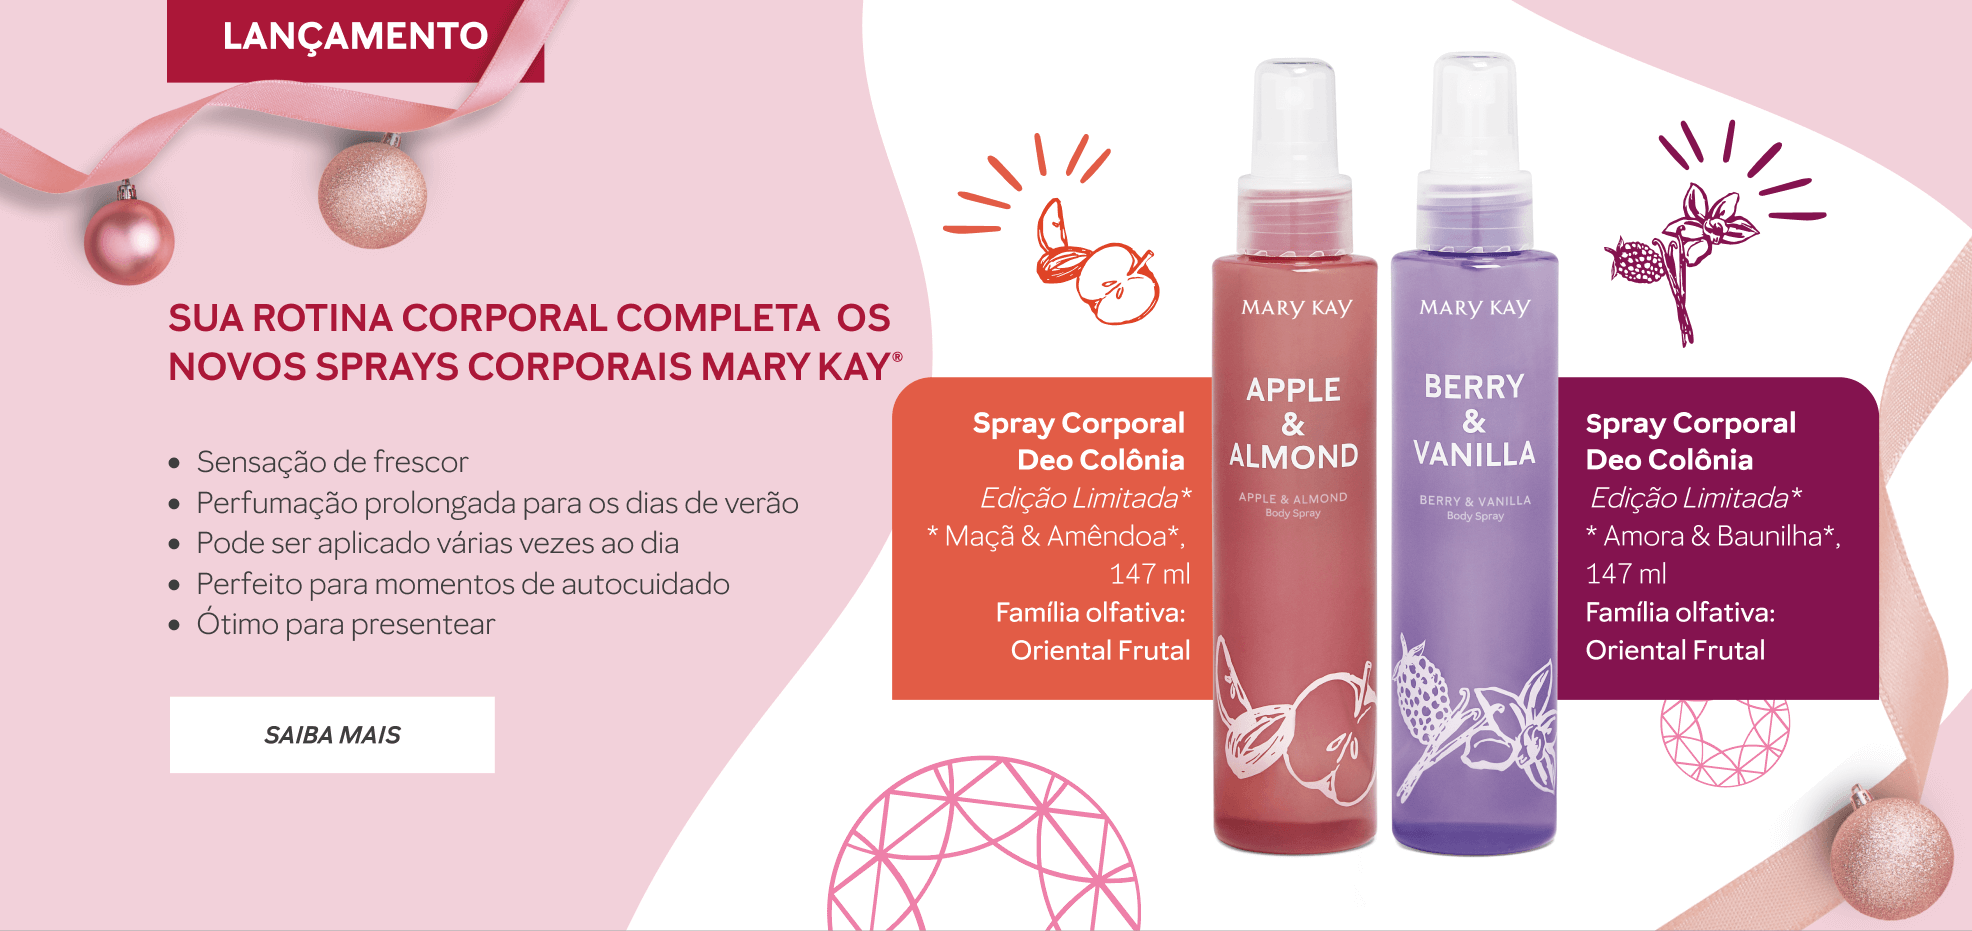 LANÇAMENTO
SUA ROTINA CORPORAL COMPLETA OS
NOVOS SPRAYS CORPORAIS MARY KAY®
• Sensação de frescor
• Perfumação prolongada para os dias de verão
• Pode ser aplicado várias vezes ao dia
• Perfeito para momentos de autocuidado
• Ótimo para presentear
SAIBA MAIS
Spray Corporal
Deo Colônia
Edição Limitada*
* Maçã & Amêndoa*,
147 ml
Família olfativa:
Oriental Frutal
MARY KAY
APPLE
&
ALMOND
APPLE & ALMOND
Body Spray
MARY KAY
BERRY
&
VANILLA
BERRY & VANILLA
Body Spray
Spray Corporal
Deo Colônia
Edição Limitada*
* Amora & Baunilha*,
147 ml
Família olfativa:
Oriental Frutal